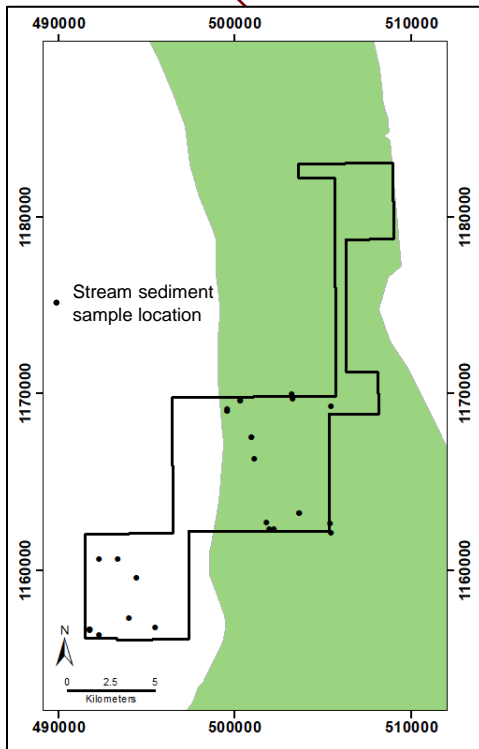 490000 500000 510000
1180000 1180000
Stream sediment
sample location
1170000 1170000
1160000 1160000
N
0 2.5 5
Kilometers
490000 500000 510000